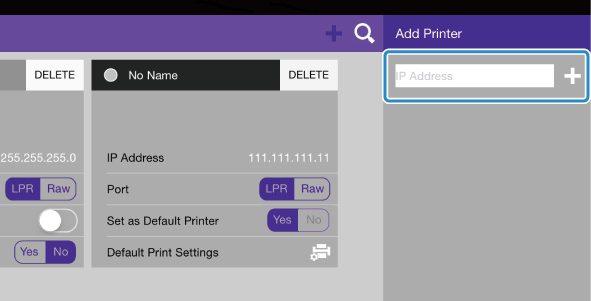 Add Printer
IP Address
DELETE
255.255.255.0
LPR Raw
Yes No
No Name DELETE
IP Address 111.111.111.11
Port LPR Raw
Set as Default Printer Yes No
Default Print Settings